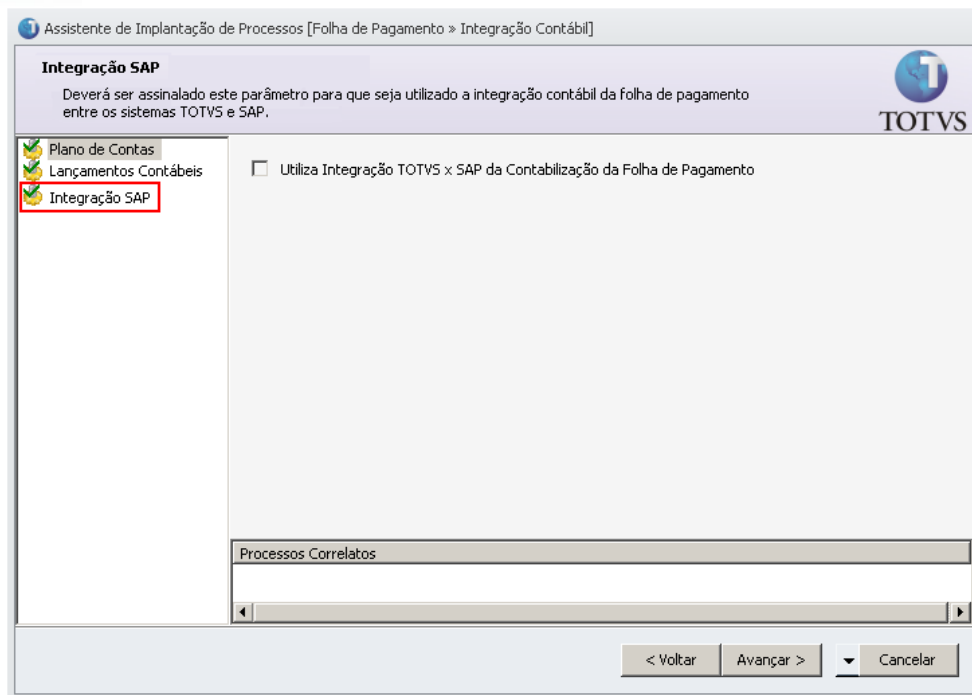 Assistente de Implantação de Processos [Folha de Pagamento » Integração Contábil]
Integração SAP
Deverá ser assinalado este parâmetro para que seja utilizado a integração contábil da folha de pagamento
entre os sistemas TOTVS e SAP.
TOTVS
Plano de Contas
Lançamentos Contábeis
Integração SAP
Utiliza Integração TOTVS x SAP da Contabilização da Folha de Pagamento
Processos Correlatos
< Voltar
Avançar >
Cancelar